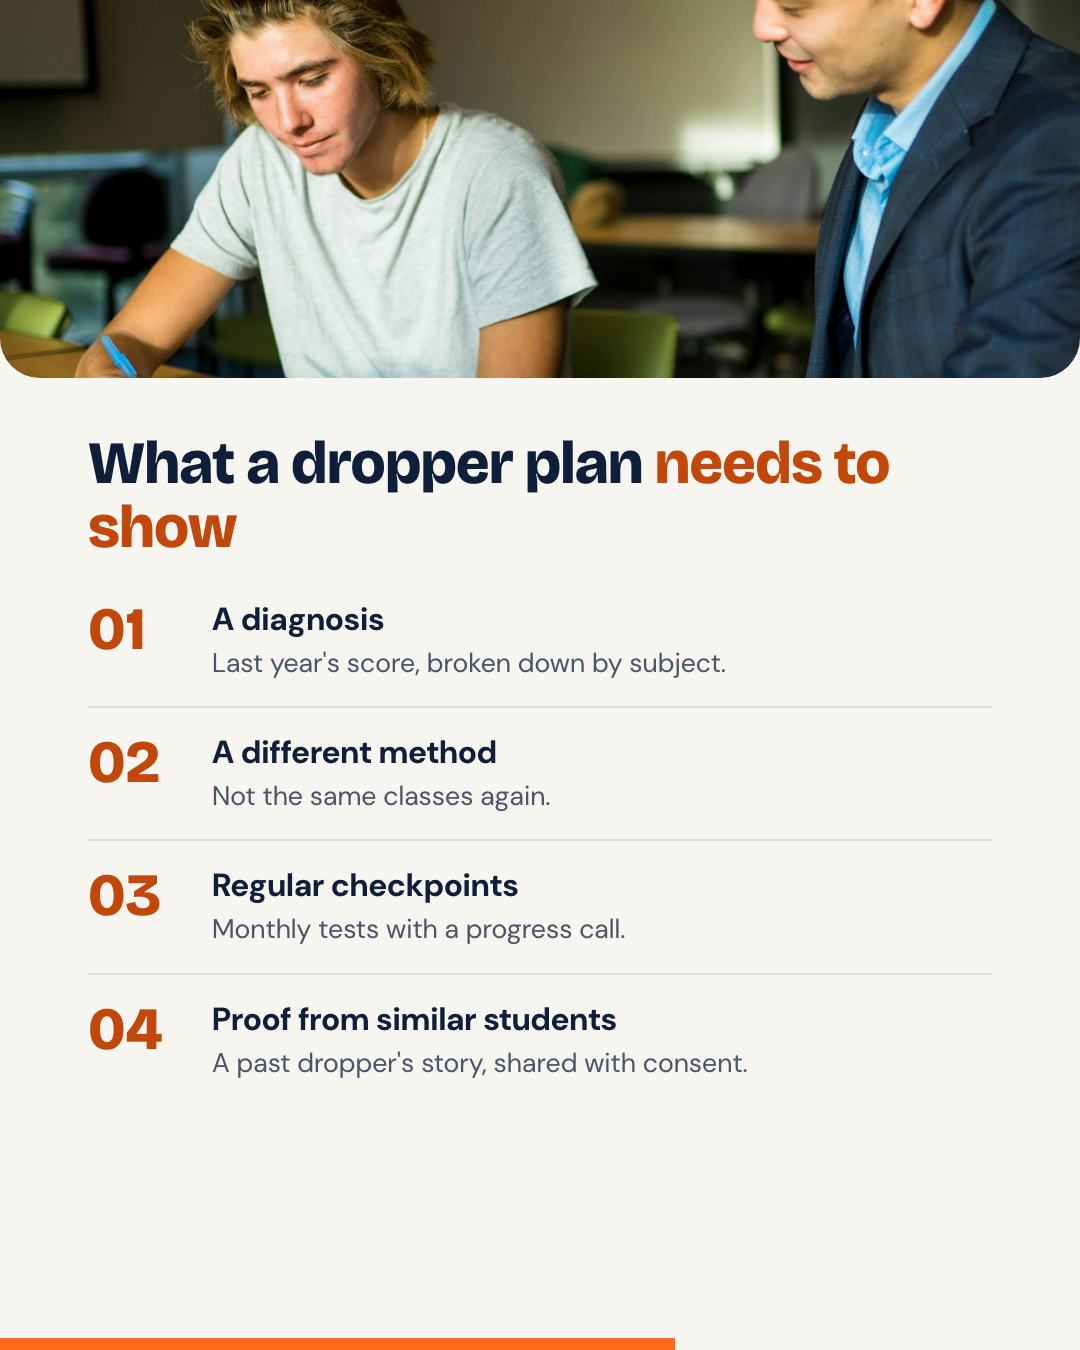 What a dropper plan needs to
show
01
A diagnosis
Last year's score, broken down by subject.
02
A different method
Not the same classes again.
03
Regular checkpoints
Monthly tests with a progress call.
04
Proof from similar students
A past dropper's story, shared with consent.